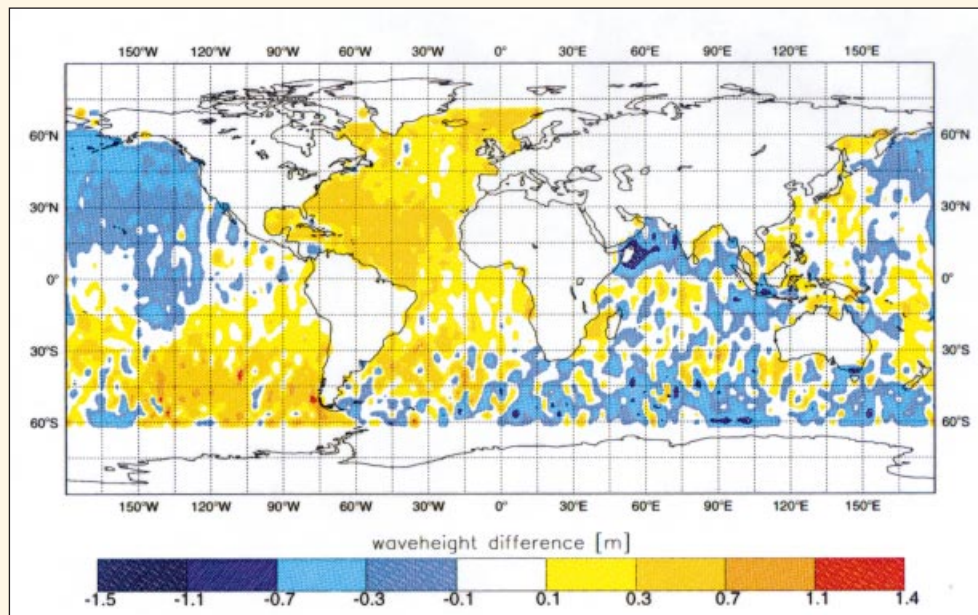 150°W 120°W 90°W 60°W 30°W 0° 30°E 60°E 90°E 120°E 150°E
60°N 60°N
30°N 30°N
0° 0°
30°S 30°S
60°S 60°S
150°W 120°W 90°W 60°W 30°W 0° 30°E 60°E 90°E 120°E 150°E
waveheight difference [m]
-1.5 -1.1 -0.7 -0.3 -0.1 0.1 0.3 0.7 1.1 1.4